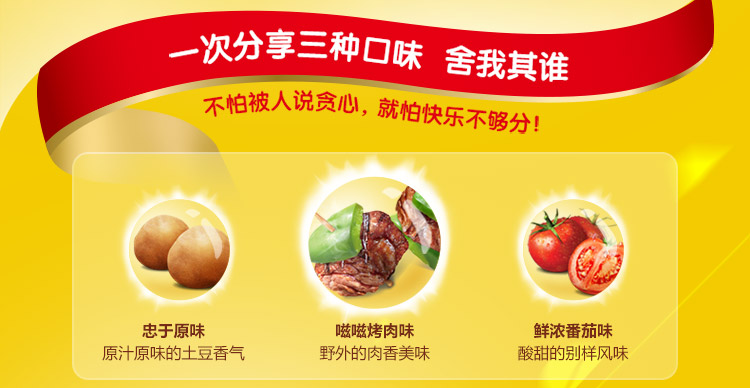 一次分享三种口味 舍我其谁
不怕被人说贪心，就怕快乐不够分！
忠于原味
原汁原味的土豆香气
嗞嗞烤肉味
野外的肉香美味
鲜浓番茄味
酸甜的别样风味